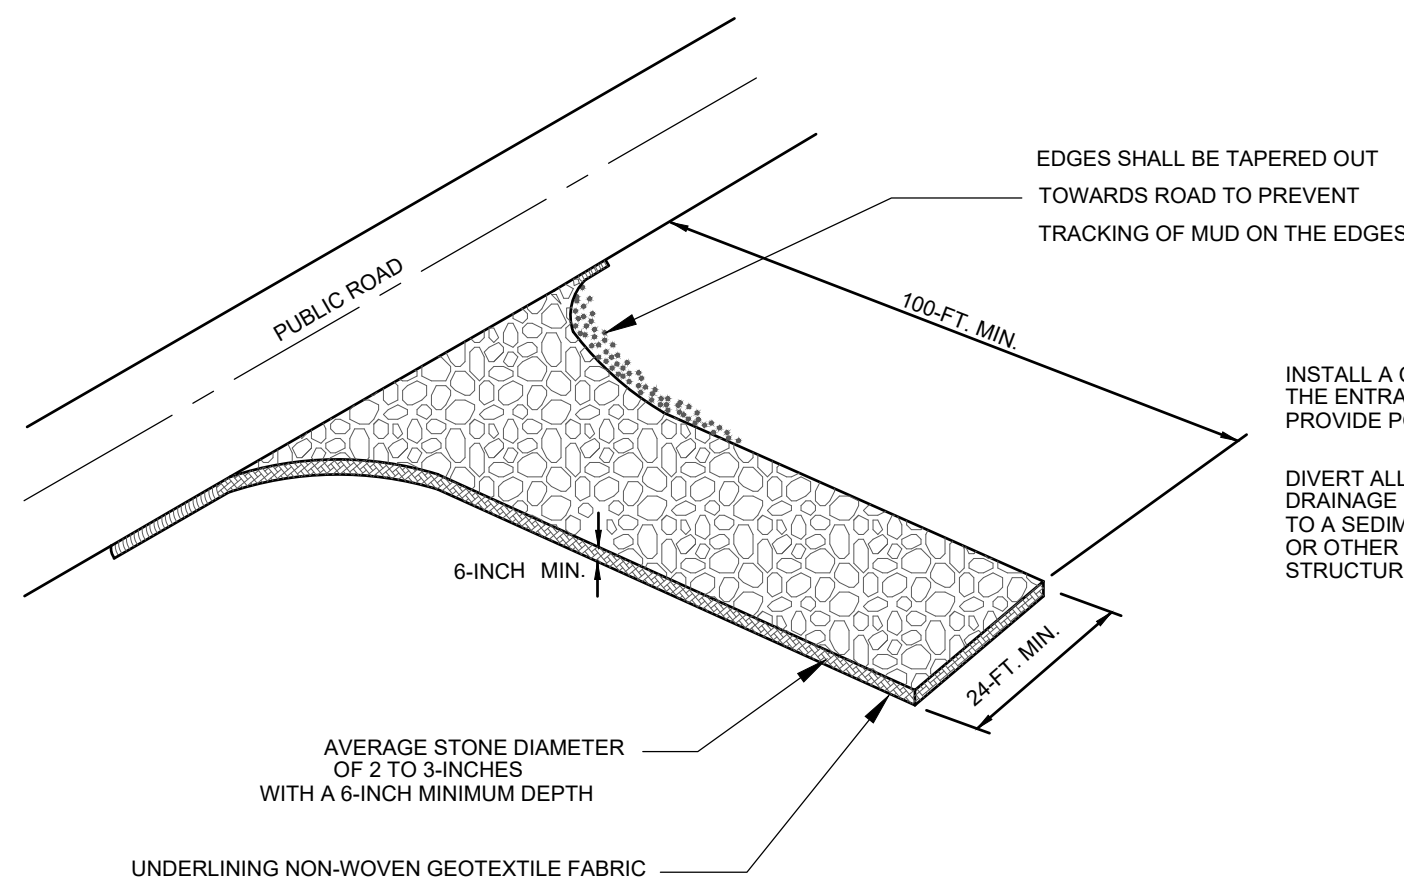 EDGES SHALL BE TAPERED OUT
TOWARDS ROAD TO PREVENT
TRACKING OF MUD ON THE EDGES
PUBLIC ROAD
100-FT. MIN.
INSTALL A
THE
PROVIDE
DIVERT ALL
DRAINAGE
TO A
OR OTHER
6-INCH MIN.
24-FT. MIN.
AVERAGE STONE DIAMETER
OF 2 TO 3-INCHES
WITH A 6-INCH MINIMUM DEPTH
UNDERLINING NON-WOVEN GEOTEXTILE FABRIC